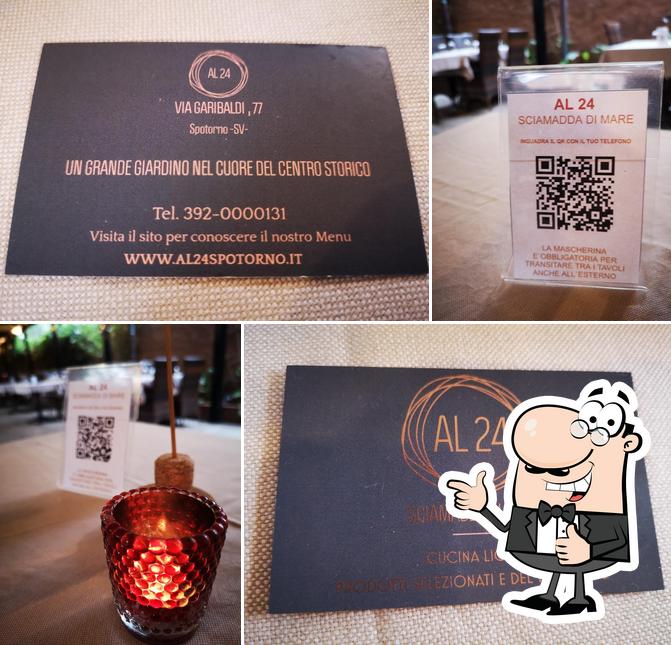 AL 24
VIA GARIBALDI , 77
Spotorno -SV-
UN GRANDE GIARDINO NEL CUORE DEL CENTRO STORICO
Tel. 392-0000131
Visita il sito per conoscere il nostro Menu
WWW.AL24SPOTORNO.IT
AL 24
SCIAMADDA DI MARE
INQUADRA IL QR CON IL TUO TELEFONO
LA MASCHERINA
E'OBBLIGATORIA PER
TRANSITARE TRA I TAVOLI
ANCHE ALL'ESTERNO
AL 24
SCIAMADDA DI MARE
AL 24
CUCINA
PRODOTTI SELEZIONATI E DEL